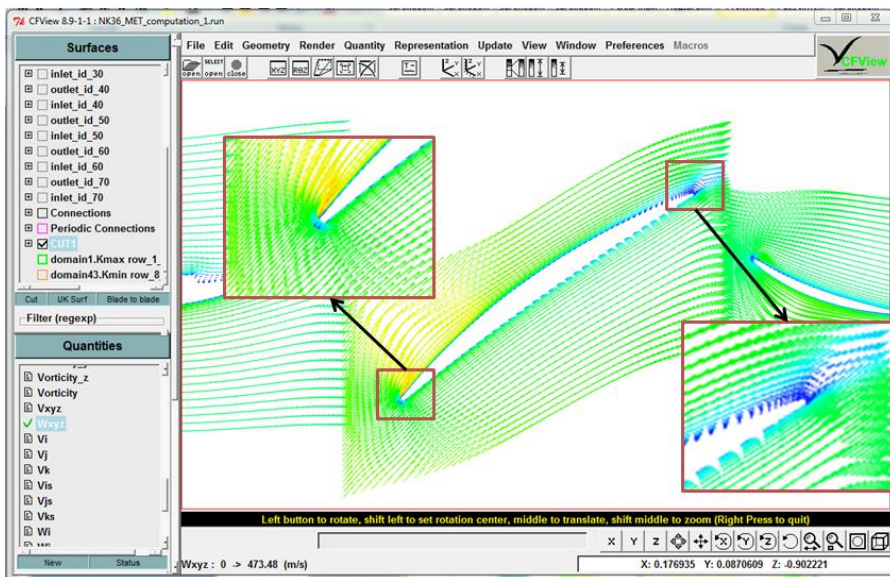 CFView 8.9-1-1 : NK36_MET_computation_1.run
Surfaces
inlet_id_30
outlet_id_40
inlet_id_40
outlet_id_50
inlet_id_50
outlet_id_60
inlet_id_60
outlet_id_70
inlet_id_70
Connections
Periodic Connections
CUT1
domain1.Kmax row_1_
domain43.Kmin row_8
Cut UK Surf Blade to blade
Filter (regexp)
Quantities
Vorticity_z
Vorticity
Vxyz
Wxyz
Vi
Vj
Vk
Vis
Vjs
Vks
Wi
New Status
File Edit Geometry Render Quantity Representation Update View Window Preferences Macros
open SELECT open close XYZ RΘZ
CFView
Left button to rotate, shift left to set rotation center, middle to translate, shift middle to zoom (Right Press to quit)
X Y Z
Wxyz : 0 -> 473.48 (m/s)
X: 0.176935 Y: 0.0870609 Z: -0.902221